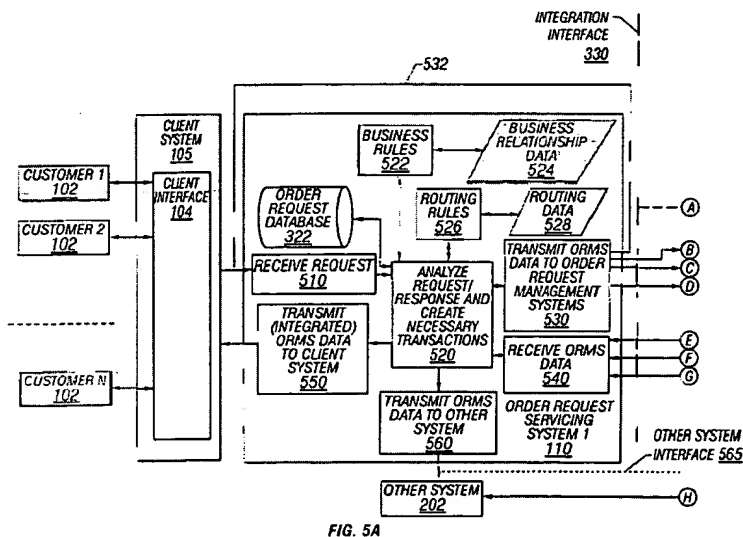 INTEGRATION
INTERFACE
330
532
CLIENT
SYSTEM
105
CLIENT
INTERFACE
104
CUSTOMER 1
102
CUSTOMER 2
102
CUSTOMER N
102
BUSINESS
RULES
522
BUSINESS
RELATIONSHIP
DATA
524
ORDER
REQUEST
DATABASE
322
ROUTING
RULES
526
ROUTING
DATA
528
RECEIVE REQUEST
510
ANALYZE
REQUEST/
RESPONSE AND
CREATE
NECESSARY
TRANSACTIONS
520
TRANSMIT ORMS
DATA TO ORDER
REQUEST
MANAGEMENT
SYSTEMS
530
TRANSMIT
(INTEGRATED)
ORMS DATA
TO CLIENT
SYSTEM
550
RECEIVE ORMS
DATA
540
TRANSMIT ORMS
DATA TO OTHER
SYSTEM
560
ORDER REQUEST
SERVICING
SYSTEM 1
110
A
B
C
D
E
F
G
OTHER SYSTEM
INTERFACE 565
OTHER SYSTEM
202
H
FIG. 5A